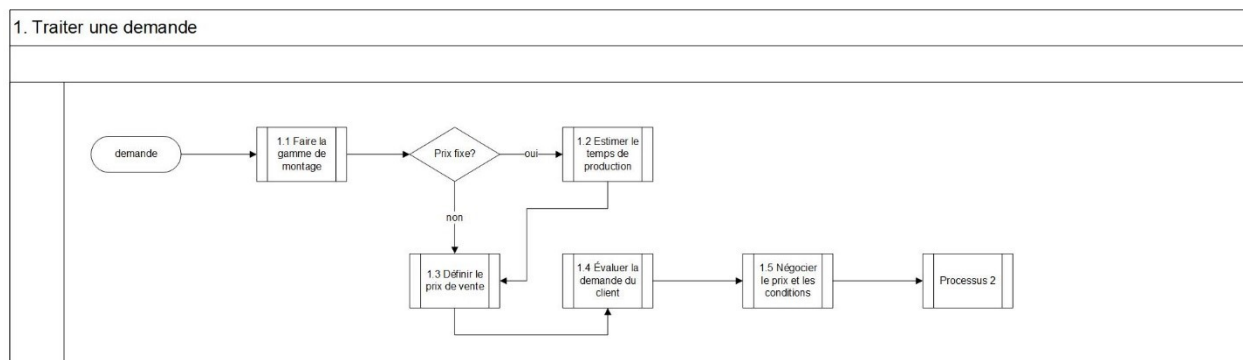 1. Traiter une demande
demande
1.1 Faire la
gamme de
montage
Prix fixe?
oui
1.2 Estimer le
temps de
production
non
1.3 Définir le
prix de vente
1.4 Évaluer la
demande du
client
1.5 Négocier
le prix et les
conditions
Processus 2